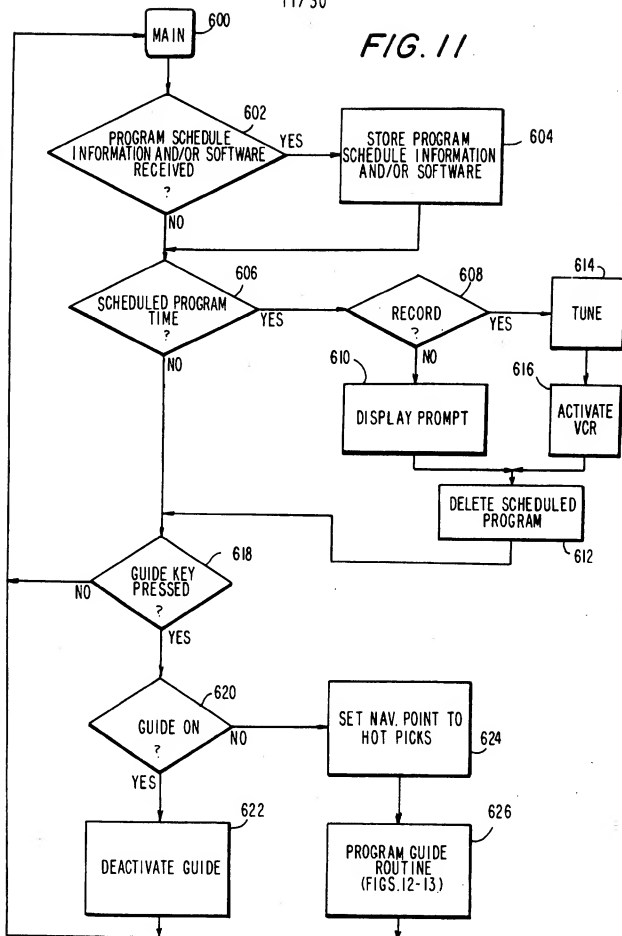 11/30
FIG. 11
MAIN
600
602
PROGRAM SCHEDULE
INFORMATION AND/OR SOFTWARE
RECEIVED
?
YES
NO
STORE PROGRAM
SCHEDULE INFORMATION
AND/OR SOFTWARE
604
606
SCHEDULED PROGRAM
TIME
?
YES
NO
608
RECORD
?
YES
NO
614
TUNE
610
DISPLAY PROMPT
616
ACTIVATE
VCR
DELETE SCHEDULED
PROGRAM
612
618
GUIDE KEY
PRESSED
?
NO
YES
620
GUIDE ON
?
NO
YES
SET NAV. POINT TO
HOT PICKS
624
622
DEACTIVATE GUIDE
626
PROGRAM GUIDE
ROUTINE
(FIGS.12-13)